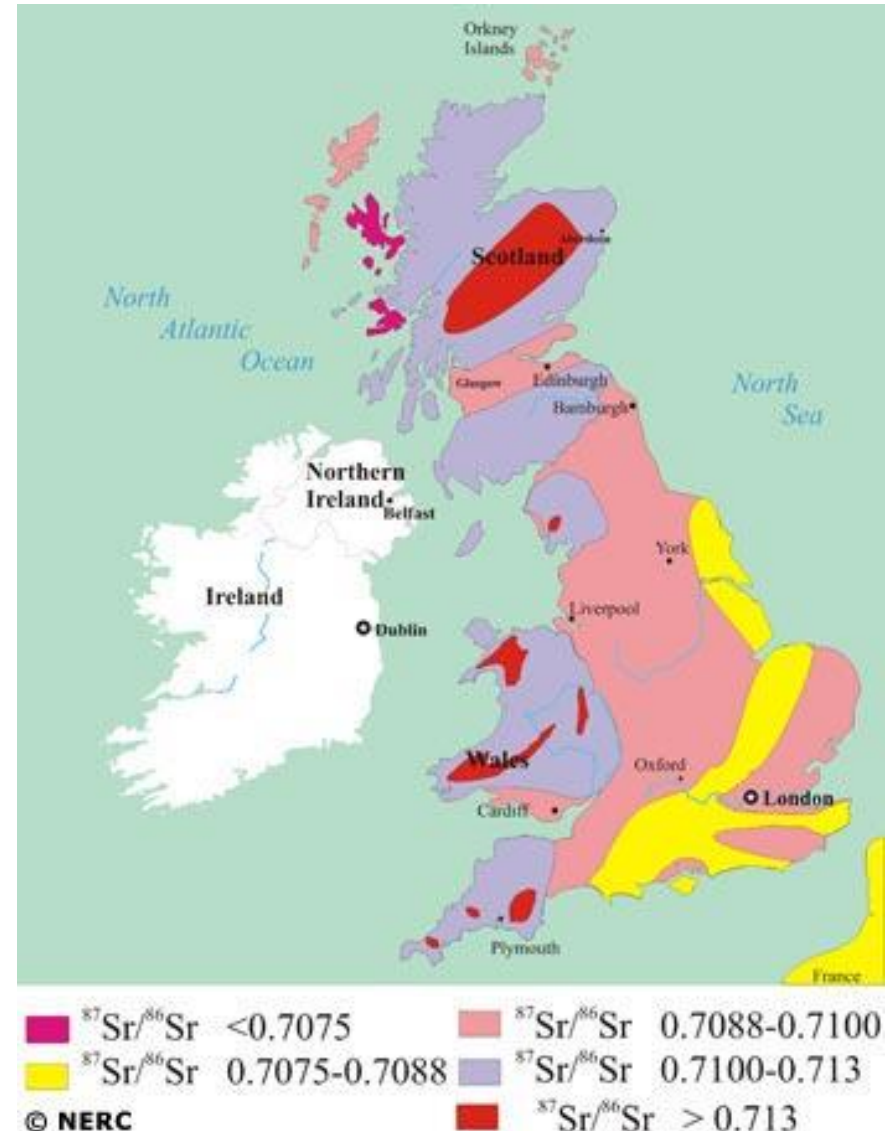 Orkney
Islands
Aberdeen
Scotland
North
Atlantic
Ocean
Glasgow
Edinburgh
Bamburgh
North
Sea
Northern
Ireland
Belfast
Ireland
Dublin
York
Liverpool
Wales
Oxford
London
Cardiff
Plymouth
France
87Sr/86Sr <0.7075
87Sr/86Sr 0.7088-0.7100
87Sr/86Sr 0.7075-0.7088
87Sr/86Sr 0.7100-0.713
© NERC
87Sr/86Sr > 0.713